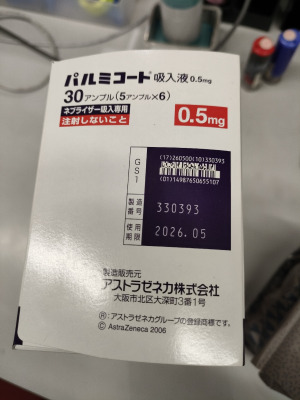 パルミコート吸入液0.5mg
30アンプル(5アンプル×6)
ネブライザー吸入専用
注射しないこと
0.5mg
GS1
(17)260500(10)330393
(01)14987650655107
製造番号 330393
使用期限 2026.05
製造販売元
アストラゼネカ株式会社
大阪市北区大深町3番1号
Ⓡ:アストラゼネカグループの登録商標です。
© AstraZeneca 2006